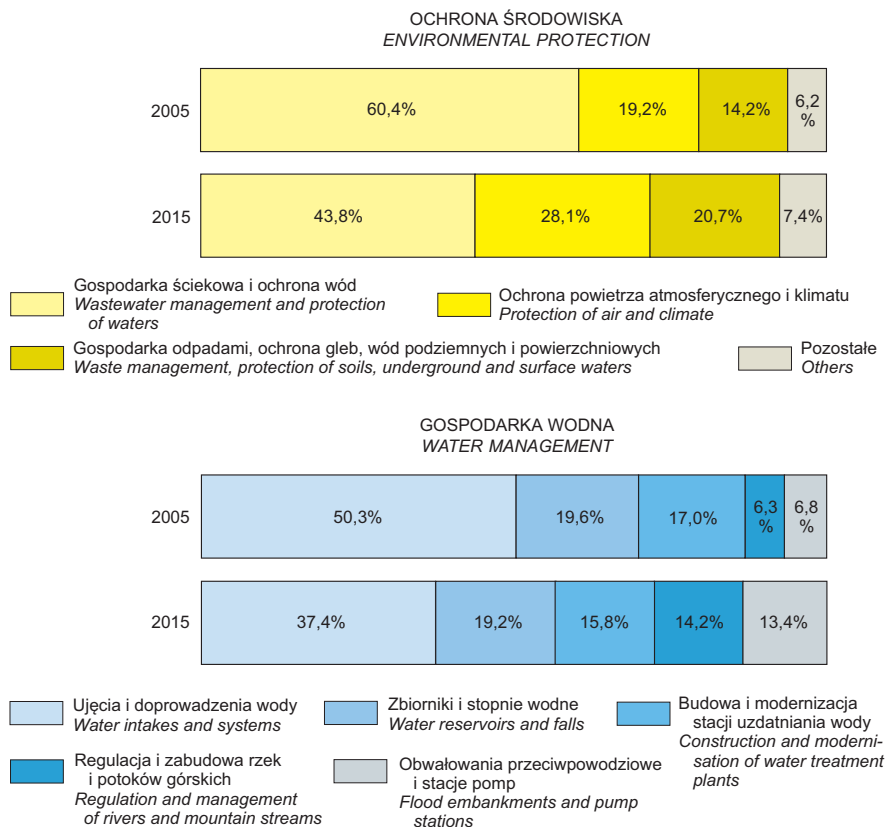 OCHRONA ŚRODOWISKA
ENVIRONMENTAL PROTECTION
2005
60,4%
19,2%
14,2%
6,2
%
2015
43,8%
28,1%
20,7%
7,4%
Gospodarka ściekowa i ochrona wód
Wastewater management and protection
of waters
Ochrona powietrza atmosferycznego i klimatu
Protection of air and climate
Gospodarka odpadami, ochrona gleb, wód podziemnych i powierzchniowych
Waste management, protection of soils, underground and surface waters
Pozostałe
Others
GOSPODARKA WODNA
WATER MANAGEMENT
2005
50,3%
19,6%
17,0%
6,3
%
6,8
%
2015
37,4%
19,2%
15,8%
14,2%
13,4%
Ujęcia i doprowadzenia wody
Water intakes and systems
Zbiorniki i stopnie wodne
Water reservoirs and falls
Budowa i modernizacja
stacji uzdatniania wody
Construction and moderni-
sation of water treatment
plants
Regulacja i zabudowa rzek
i potoków górskich
Regulation and management
of rivers and mountain streams
Obwałowania przeciwpowodziowe
i stacje pomp
Flood embankments and pump
stations